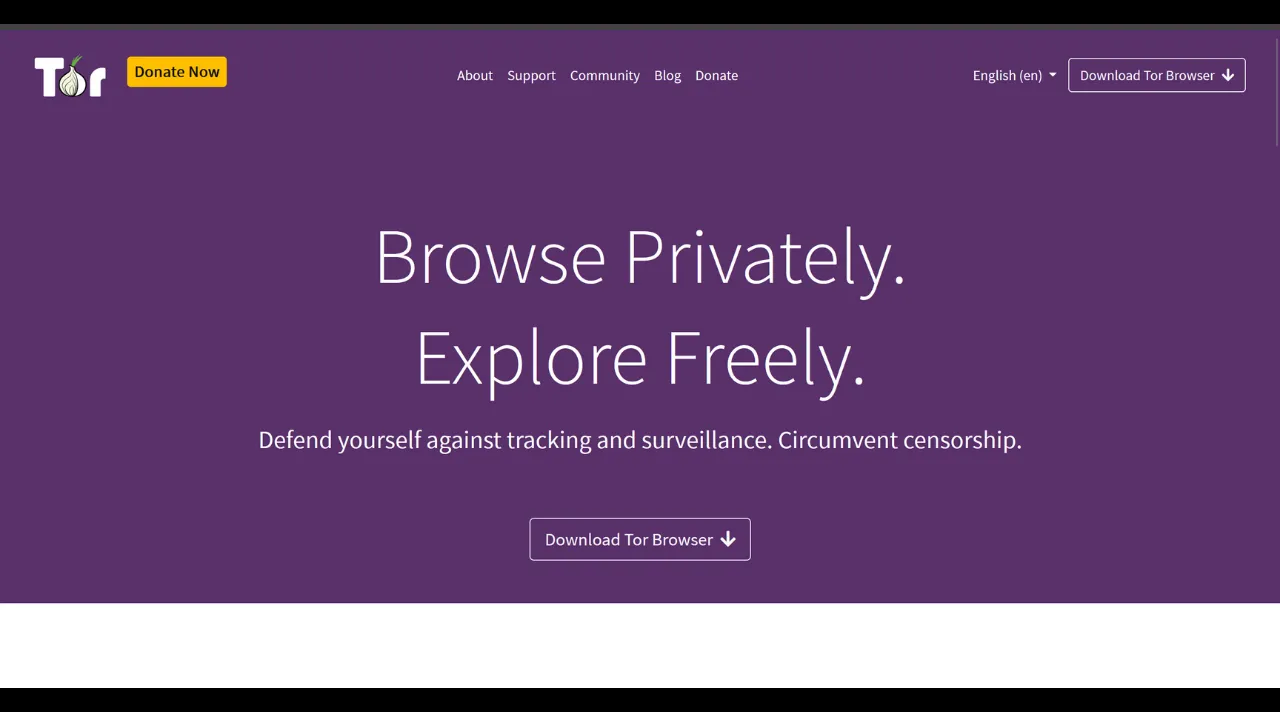 Tor
Donate Now
About Support Community Blog Donate
English (en)
Download Tor Browser
Browse Privately.
Explore Freely.
Defend yourself against tracking and surveillance. Circumvent censorship.
Download Tor Browser